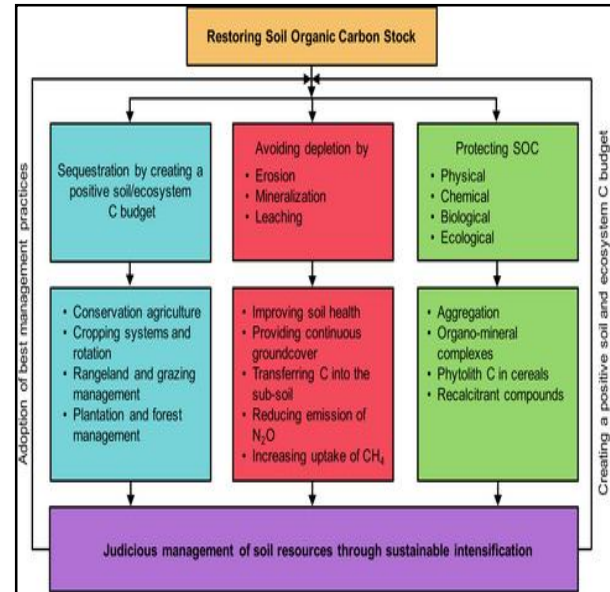 Restoring Soil Organic Carbon Stock
Sequestration by creating a
positive soil/ecosystem
C budget
Avoiding depletion by
• Erosion
• Mineralization
• Leaching
Protecting SOC
• Physical
• Chemical
• Biological
• Ecological
• Conservation agriculture
• Cropping systems and
rotation
• Rangeland and grazing
management
• Plantation and forest
management
• Improving soil health
• Providing continuous
groundcover
• Transferring C into the
sub-soil
• Reducing emission of
N₂O
• Increasing uptake of CH₄
• Aggregation
• Organo-mineral
complexes
• Phytolith C in cereals
• Recalcitrant compounds
Judicious management of soil resources through sustainable intensification
Adoption of best management practices
Creating a positive soil and ecosystem C budget